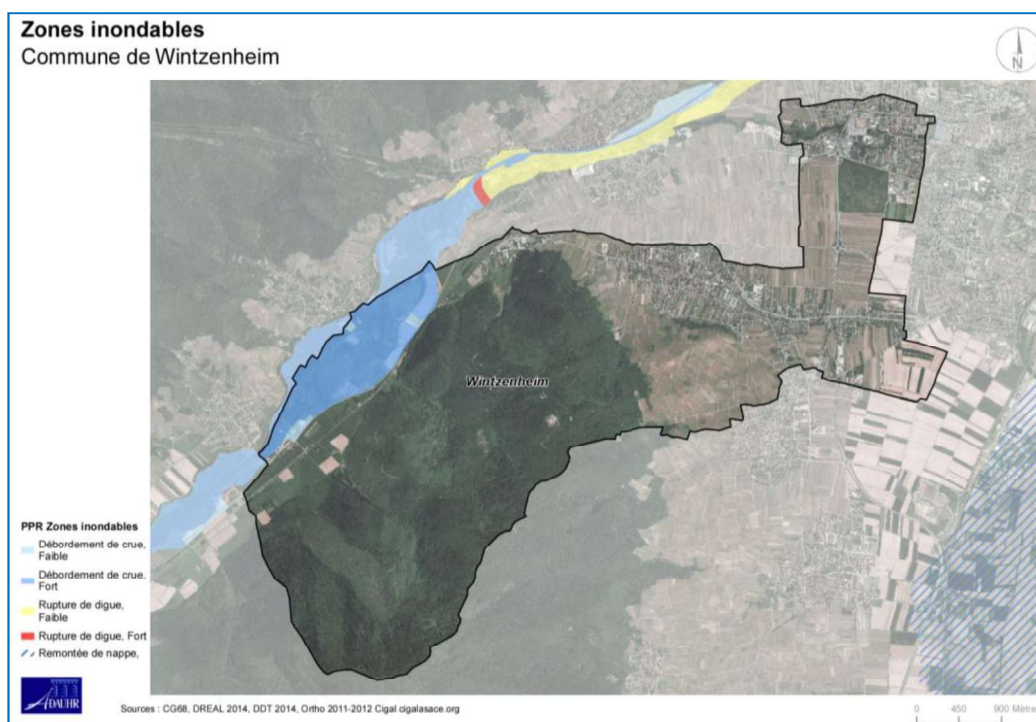 Zones inondables
Commune de Wintzenheim
N
Wintzenheim
PPR Zones inondables
Débordement de crue,
Faible
Débordement de crue.
Fort
Rupture de digue,
Faible
Rupture de digue, Fort
Remontée de nappe,
ADAUHR
Sources : CG68, DREAL 2014, DDT 2014, Ortho 2011-2012 Cigal cigalasace.org
0 450 900 Mètre